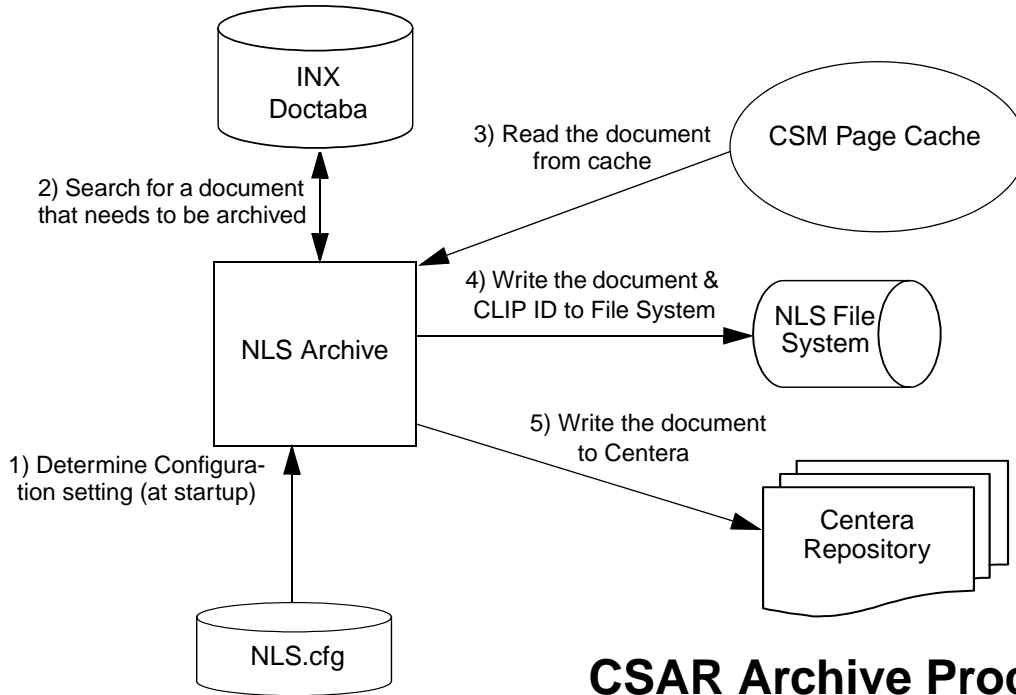 INX
Doctaba
3) Read the document
from cache
CSM Page Cache
2) Search for a document
that needs to be archived
4) Write the document &
CLIP ID to File System
NLS File
System
NLS Archive
5) Write the document
to Centera
1) Determine Configura-
tion setting (at startup)
Centera
Repository
NLS.cfg
CSAR Archive